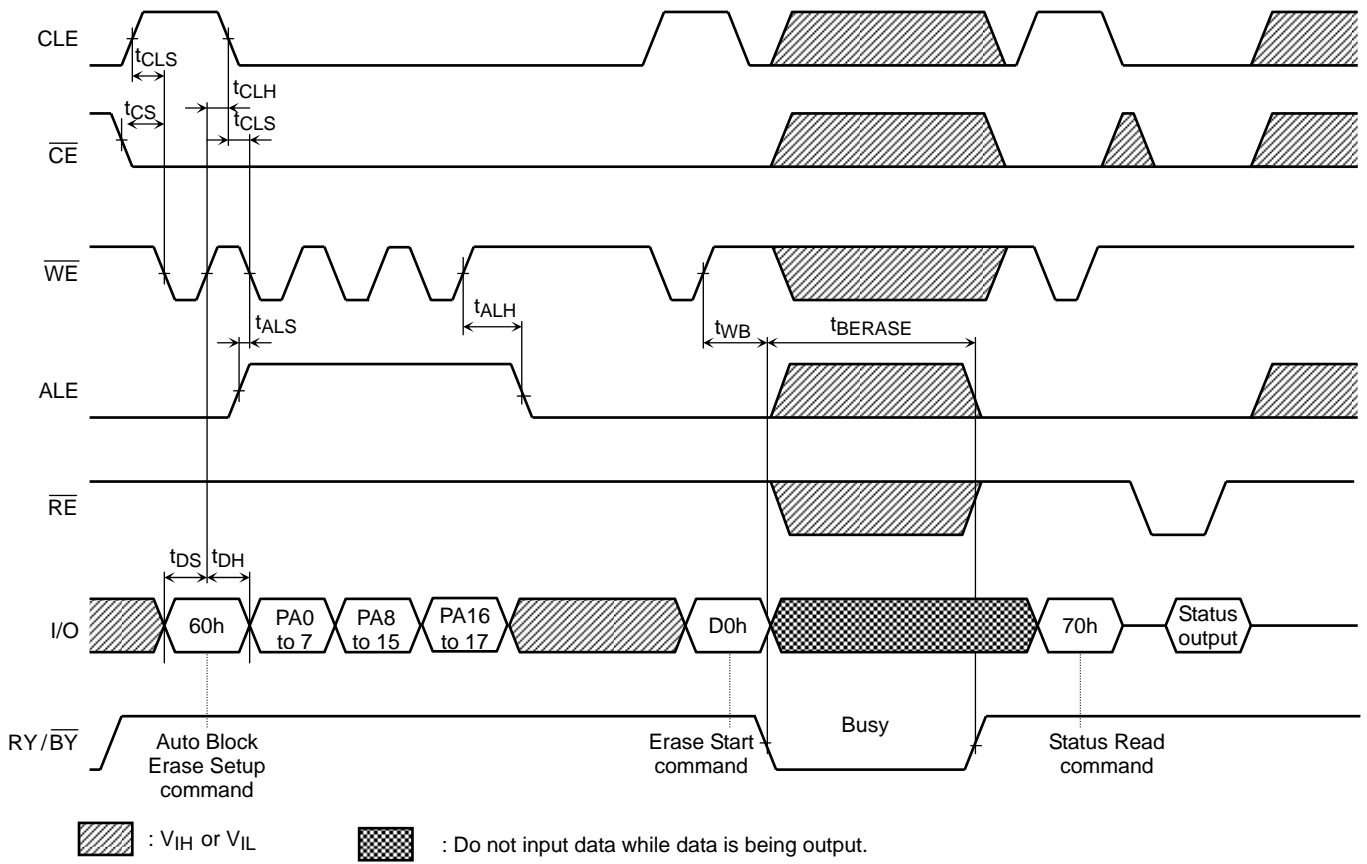 CLE
tCLS
tCLH
tCS
tCLS
CE
WE
tALS
tALH
tWB
tBERASE
ALE
RE
tDS
tDH
I/O
60h
PA0
to 7
PA8
to 15
PA16
to 17
D0h
70h
Status
output
RY/BY
Busy
Auto Block
Erase Setup
command
Erase Start
command
Status Read
command
: VIH or VIL
: Do not input data while data is being output.